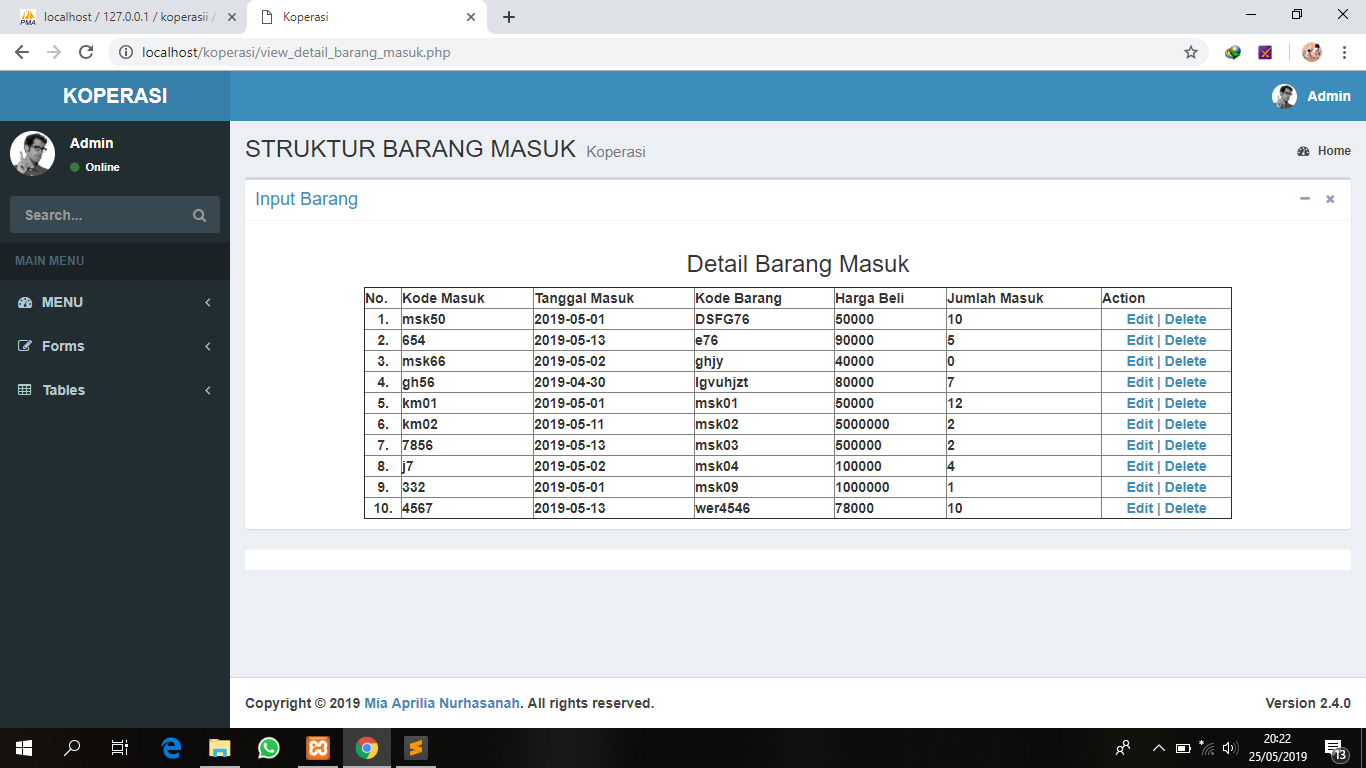 localhost / 127.0.0.1 / koperasii /
Koperasi
localhost/koperasi/view_detail_barang_masuk.php
KOPERASI
Admin
Admin
Online
Search...
MAIN MENU
MENU
Forms
Tables
STRUKTUR BARANG MASUK Koperasi
Home
Input Barang
Detail Barang Masuk
No. Kode Masuk Tanggal Masuk Kode Barang Harga Beli Jumlah Masuk Action
1. msk50 2019-05-01 DSFG76 50000 10 Edit | Delete
2. 654 2019-05-13 e76 90000 5 Edit | Delete
3. msk66 2019-05-02 ghjy 40000 0 Edit | Delete
4. gh56 2019-04-30 lgvuhjzt 80000 7 Edit | Delete
5. km01 2019-05-01 msk01 50000 12 Edit | Delete
6. km02 2019-05-11 msk02 5000000 2 Edit | Delete
7. 7856 2019-05-13 msk03 500000 2 Edit | Delete
8. j7 2019-05-02 msk04 100000 4 Edit | Delete
9. 332 2019-05-01 msk09 1000000 1 Edit | Delete
10. 4567 2019-05-13 wer4546 78000 10 Edit | Delete
Copyright © 2019 Mia Aprilia Nurhasanah. All rights reserved.
Version 2.4.0
20:22
25/05/2019
13